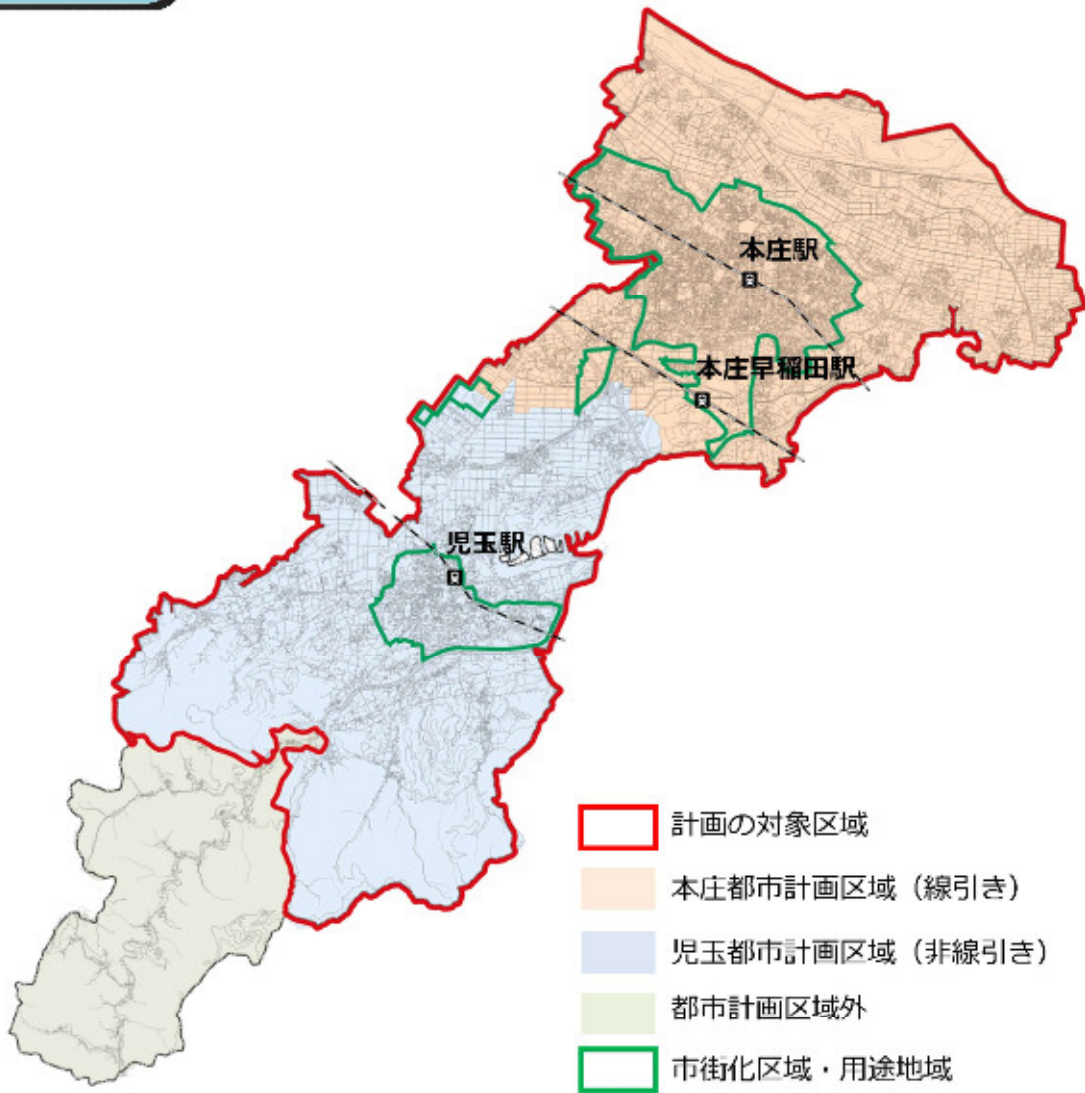 本庄駅
本庄早稲田駅
児玉駅
計画の対象区域
本庄都市計画区域（線引き）
児玉都市計画区域（非線引き）
都市計画区域外
市街化区域・用途地域